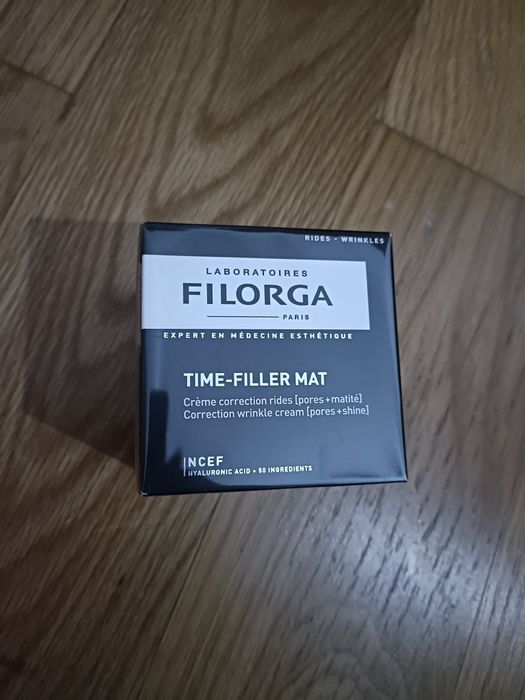 RIDES - WRINKLES
LABORATOIRES
FILORGA
PARIS
EXPERT EN MÉDECINE ESTHÉTIQUE
TIME-FILLER MAT
Crème correction rides [pores+matité]
Correction wrinkle cream [pores+shine]
NCEF
HYALURONIC ACID + 50 INGREDIENTS